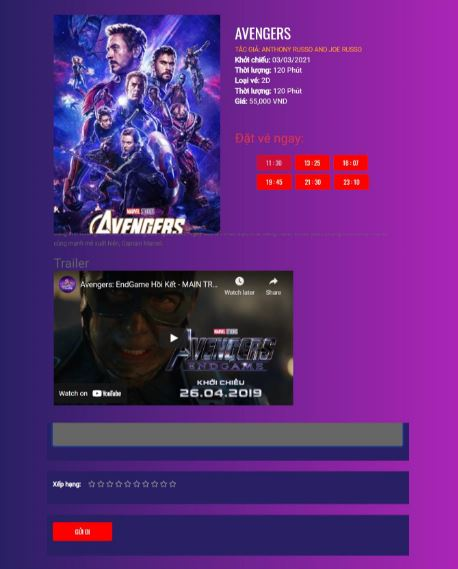 AVENGERS
TÁC GIẢ: ANTHONY RUSSO AND JOE RUSSO
Khởi chiếu: 03/03/2021
Thời lượng: 120 Phút
Loại vé: 2D
Thời lượng: 120 Phút
Giá: 55,000 VND
Đặt vé ngay:
11 : 30 13 : 25 16 : 07
19 : 45 21 : 30 23 : 10
MARVEL STUDIOS
AVENGERS
cùng mạnh mẽ xuất hiện, Captain Marvel.
Trailer
Avengers: EndGame Hồi Kết - MAIN TR...
Watch later Share
MARVEL STUDIOS
AVENGERS
ENDGAME
KHỞI CHIẾU
26.04.2019
Watch on YouTube
Xếp hạng:
GỬI ĐI